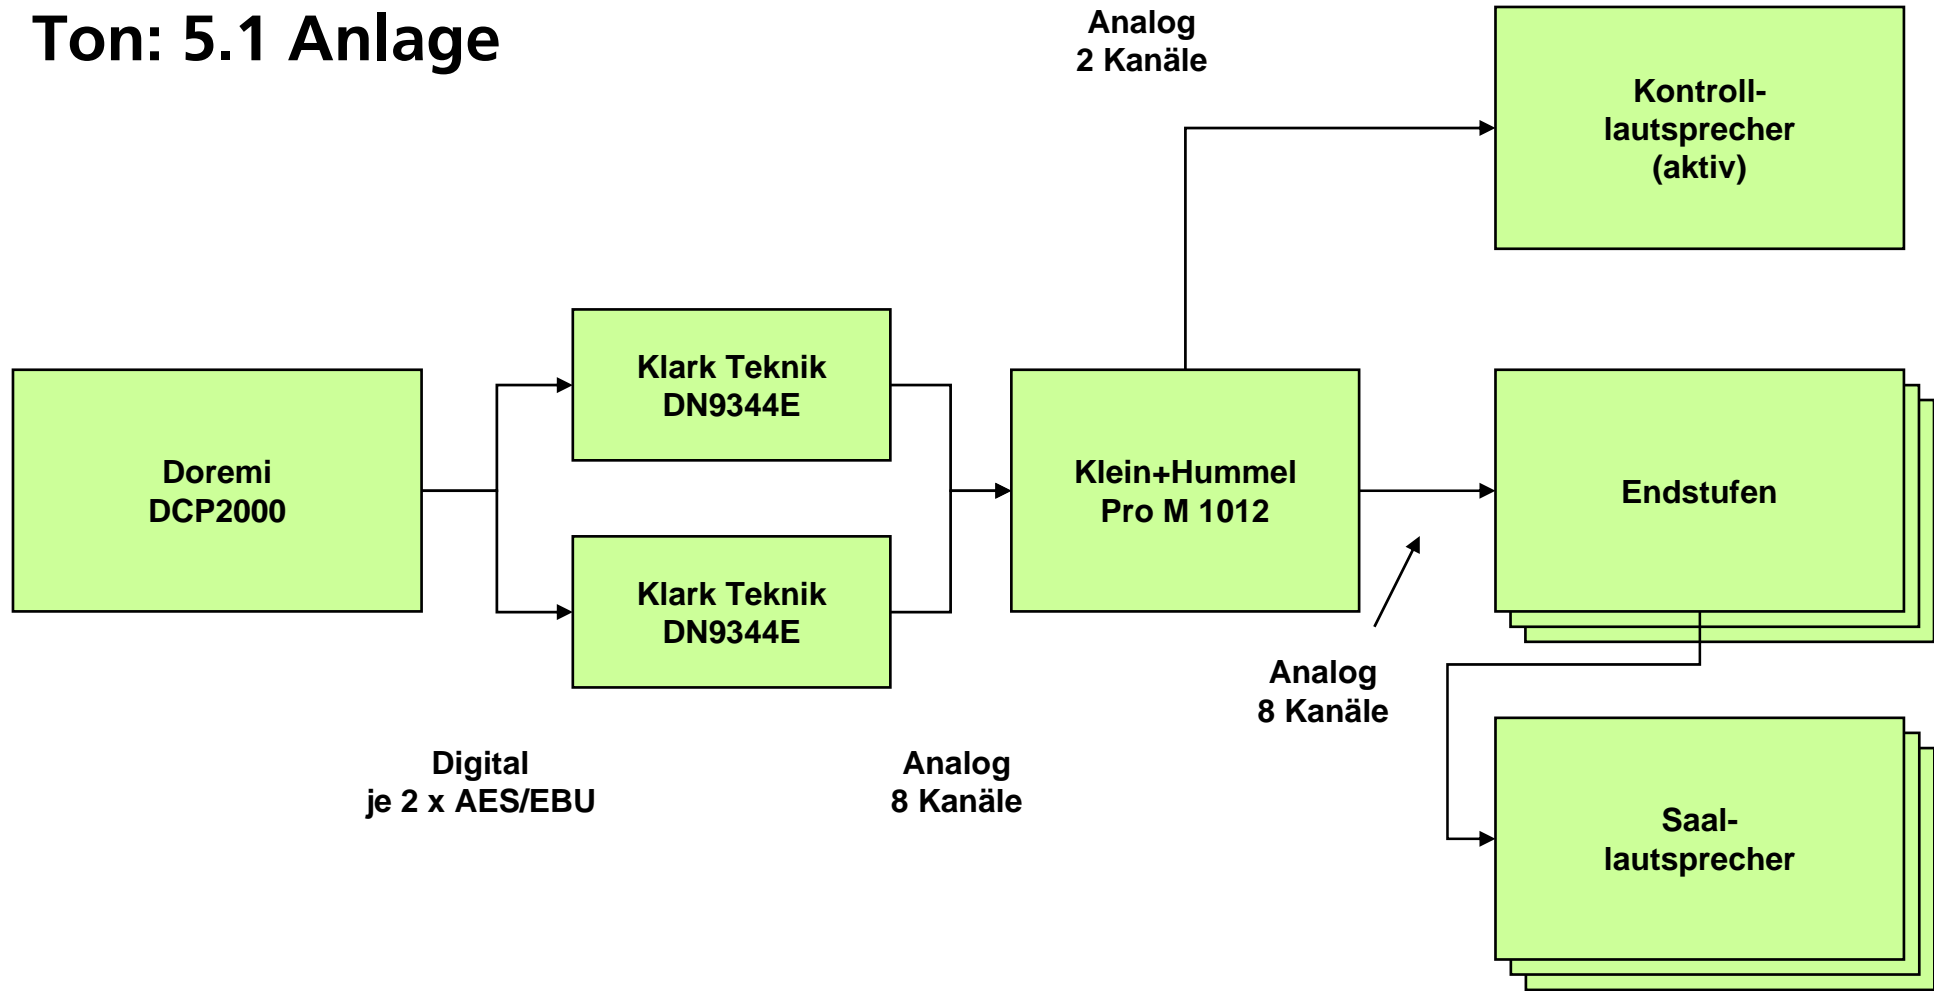 Ton: 5.1 Anlage
Analog
2 Kanäle
Kontroll-
lautsprecher
(aktiv)
Klark Teknik
DN9344E
Doremi
DCP2000
Klein+Hummel
Pro M 1012
Endstufen
Klark Teknik
DN9344E
Analog
8 Kanäle
Digital
je 2 x AES/EBU
Analog
8 Kanäle
Saal-
lautsprecher